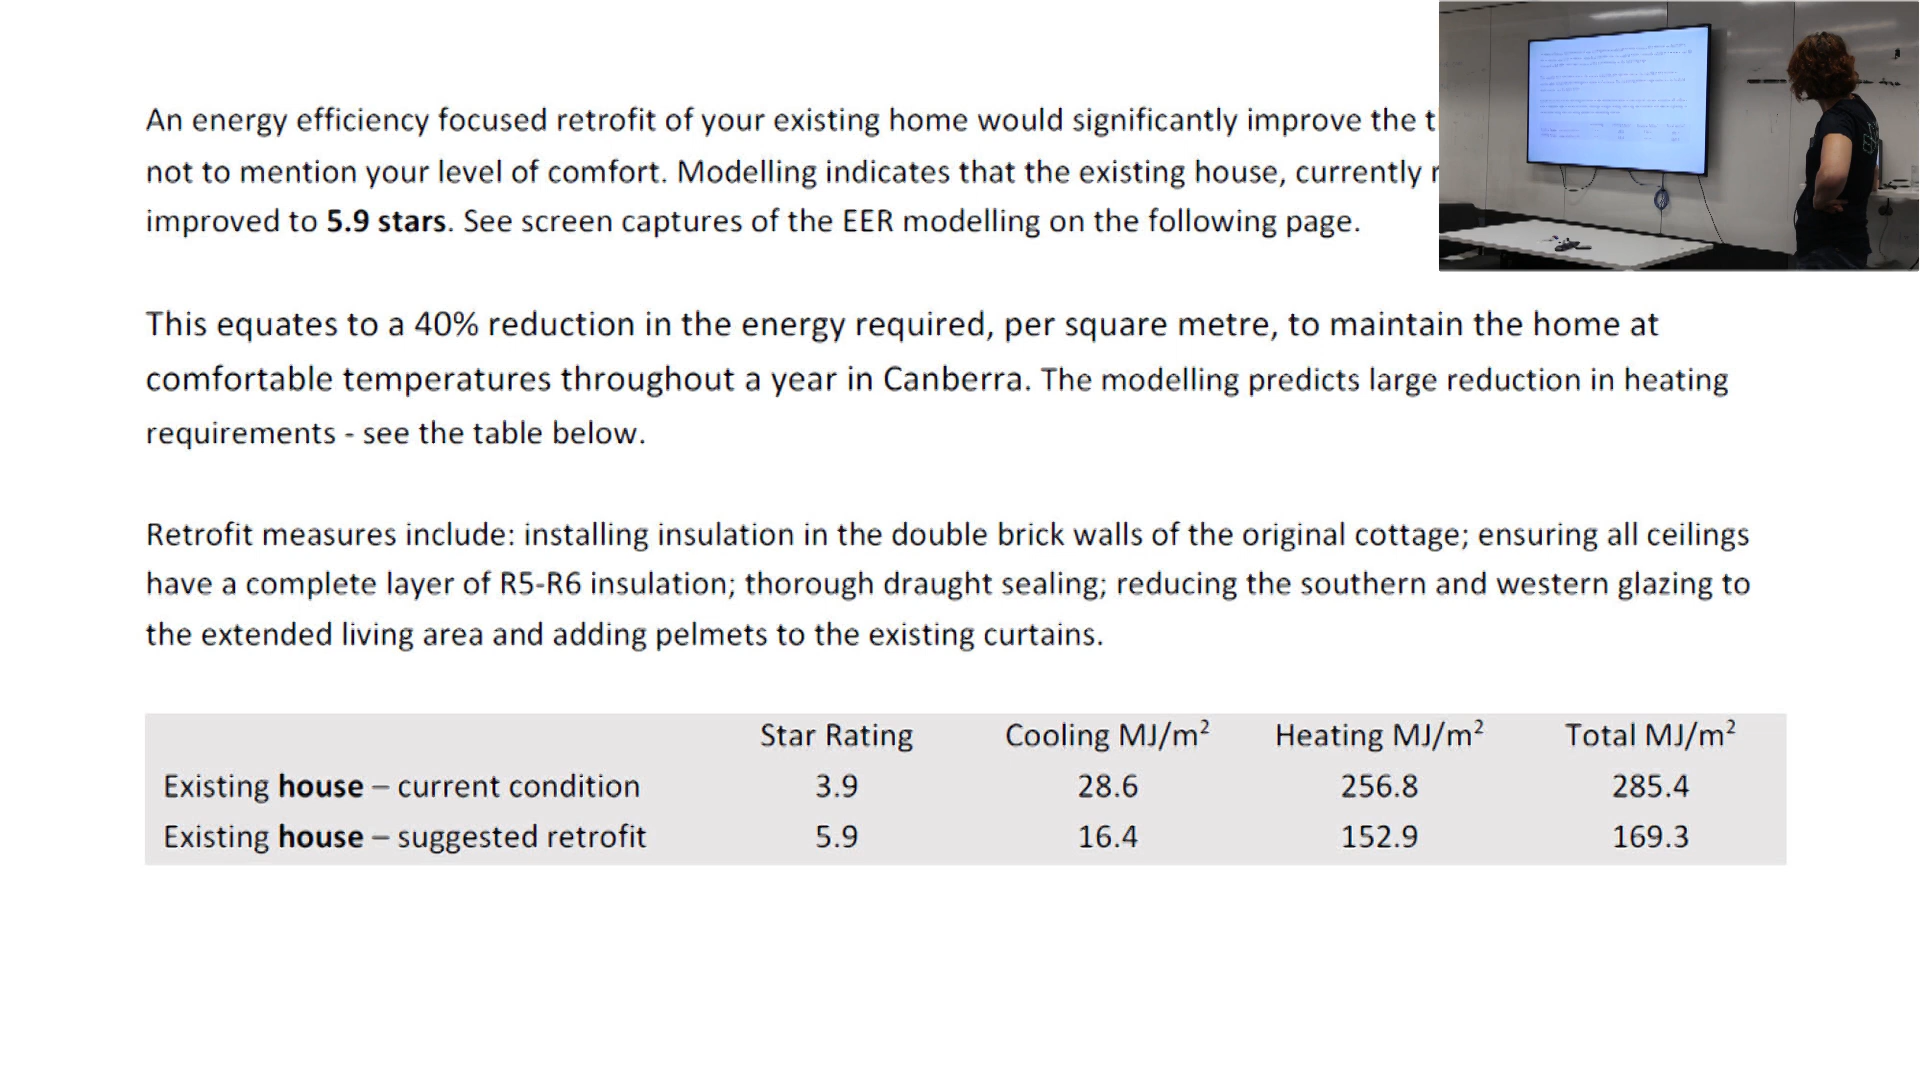 An energy efficiency focused retrofit of your existing home would significantly improve the
not to mention your level of comfort. Modelling indicates that the existing house, currently
improved to 5.9 stars. See screen captures of the EER modelling on the following page.
This equates to a 40% reduction in the energy required, per square metre, to maintain the home at
comfortable temperatures throughout a year in Canberra. The modelling predicts large reduction in heating
requirements - see the table below.
Retrofit measures include: installing insulation in the double brick walls of the original cottage; ensuring all ceilings
have a complete layer of R5-R6 insulation; thorough draught sealing; reducing the southern and western glazing to
the extended living area and adding pelmets to the existing curtains.
Star Rating Cooling MJ/m² Heating MJ/m² Total MJ/m²
Existing house – current condition 3.9 28.6 256.8 285.4
Existing house – suggested retrofit 5.9 16.4 152.9 169.3